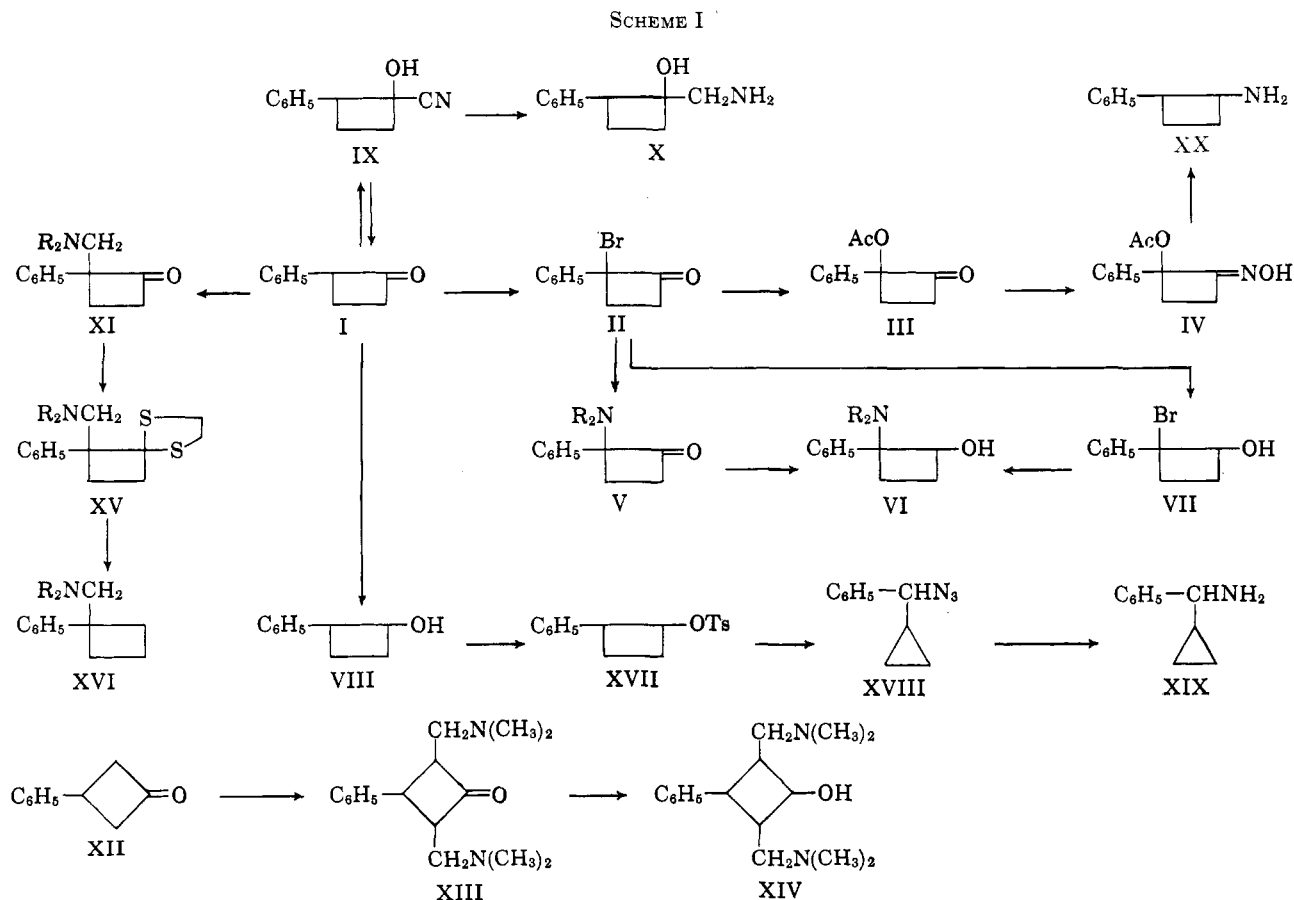 SCHEME I
OH
C₆H₅ CN
IX
OH
C₆H₅ CH₂NH₂
X
C₆H₅ NH₂
XX
R₂NCH₂
C₆H₅ O
XI
C₆H₅ O
I
Br
C₆H₅ O
II
AcO
C₆H₅ O
III
AcO
C₆H₅ NOH
IV
R₂NCH₂ S
C₆H₅ S
XV
R₂N
C₆H₅ O
V
R₂N
C₆H₅ OH
VI
Br
C₆H₅ OH
VII
R₂NCH₂
C₆H₅
XVI
C₆H₅ OH
VIII
C₆H₅ OTs
XVII
C₆H₅–CHN₃
XVIII
C₆H₅–CHNH₂
XIX
C₆H₅ O
XII
CH₂N(CH₃)₂
C₆H₅ O
CH₂N(CH₃)₂
XIII
CH₂N(CH₃)₂
C₆H₅ OH
CH₂N(CH₃)₂
XIV